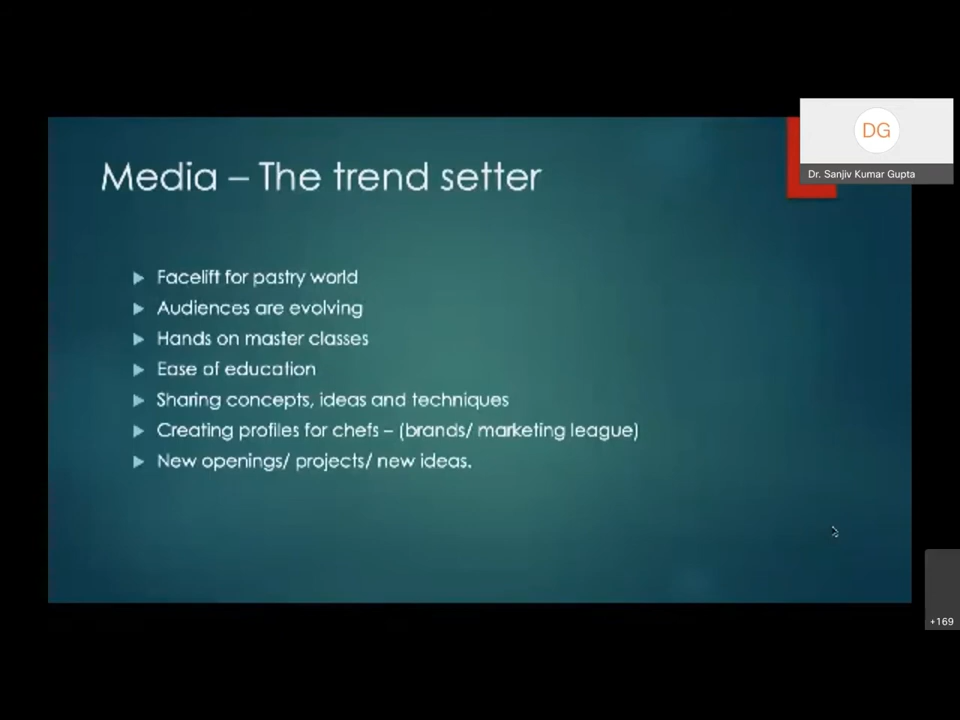 DG
Dr. Sanjiv Kumar Gupta
Media – The trend setter
Facelift for pastry world
Audiences are evolving
Hands on master classes
Ease of education
Sharing concepts, ideas and techniques
Creating profiles for chefs – (brands/ marketing league)
New openings/ projects/ new ideas.
+169